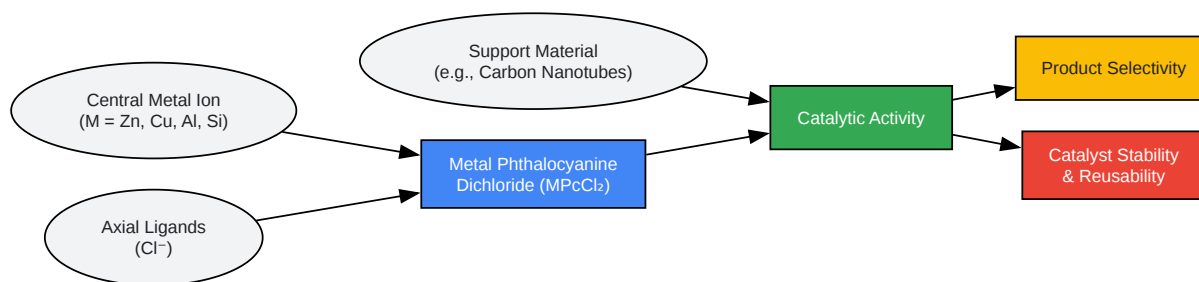 Support Material
(e.g., Carbon Nanotubes)
Product Selectivity
Central Metal Ion
(M = Zn, Cu, Al, Si)
Catalytic Activity
Metal Phthalocyanine
Dichloride (MPcCl₂)
Catalyst Stability
& Reusability
Axial Ligands
(Cl⁻)